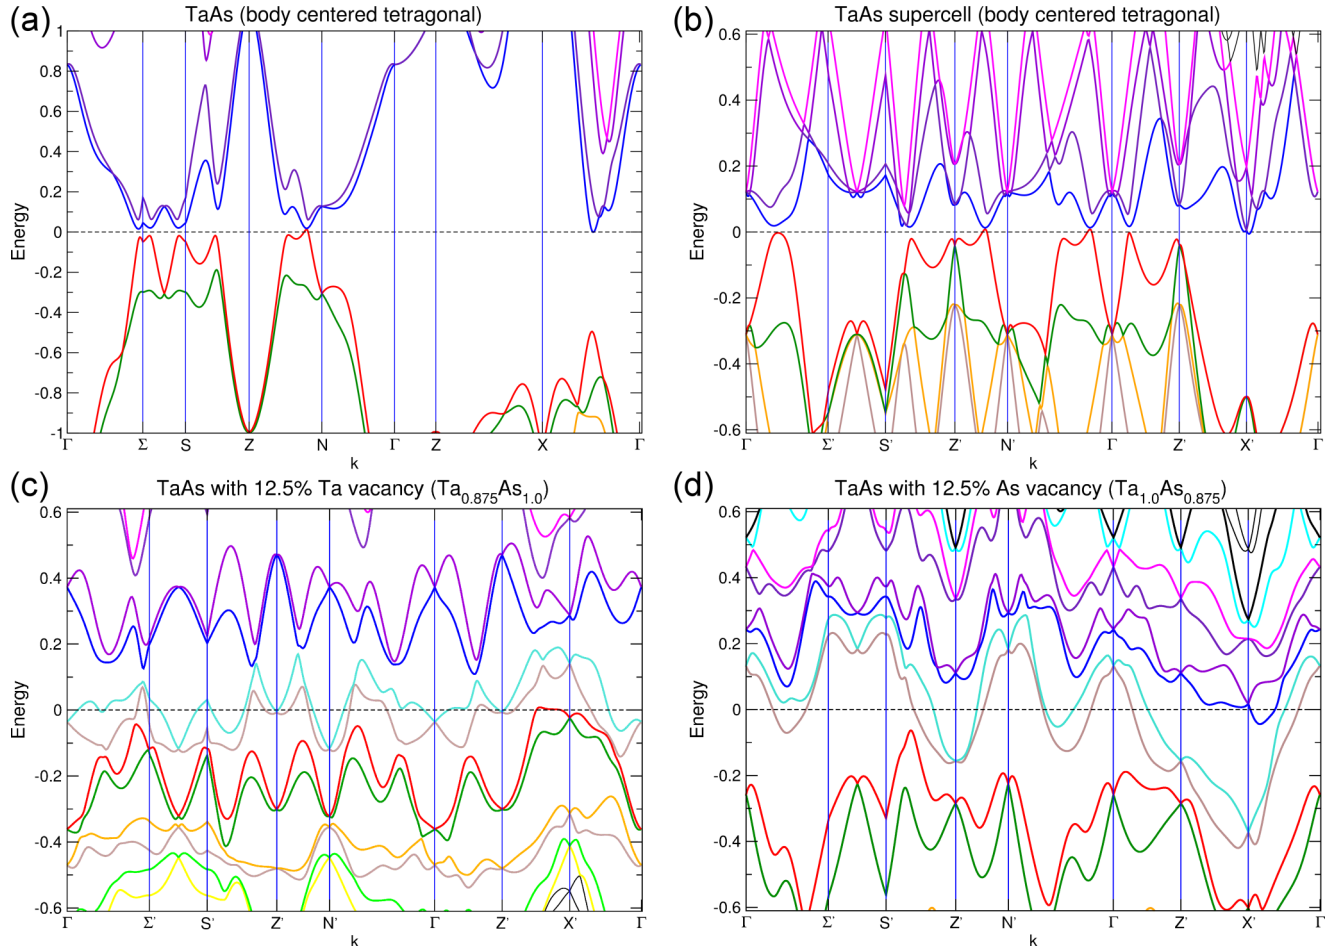 (a)
TaAs (body centered tetragonal)
1
0.8
0.6
0.4
0.2
0
-0.2
-0.4
-0.6
-0.8
-1
Energy
Γ Σ S Z N Γ Z X Γ
k
(b)
TaAs supercell (body centered tetragonal)
0.6
0.4
0.2
0
-0.2
-0.4
-0.6
Energy
Γ Σ' S' Z' N' Γ Z' X' Γ
k
(c)
TaAs with 12.5% Ta vacancy (Ta0.875As1.0)
0.6
0.4
0.2
0
-0.2
-0.4
-0.6
Energy
Γ Σ' S' Z' N' Γ Z' X' Γ
k
(d)
TaAs with 12.5% As vacancy (Ta1.0As0.875)
0.6
0.4
0.2
0
-0.2
-0.4
-0.6
Energy
Γ Σ' S' Z' N' Γ Z' X' Γ
k